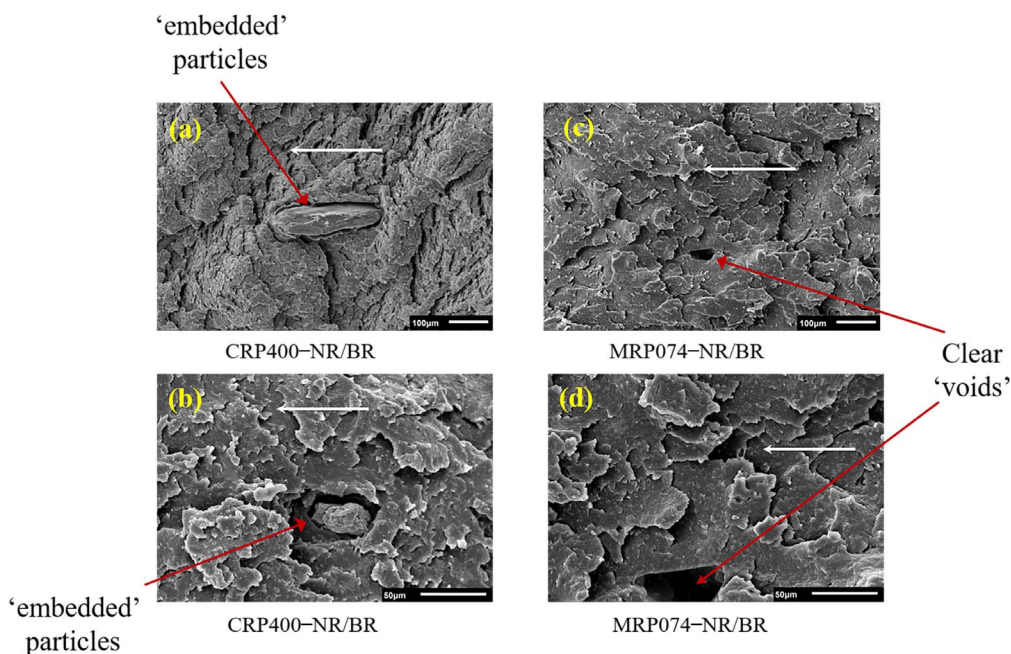 ‘embedded’
particles
(a)
100μm
CRP400–NR/BR
(c)
100μm
MRP074–NR/BR
Clear
‘voids’
(b)
50μm
CRP400–NR/BR
(d)
50μm
MRP074–NR/BR
‘embedded’
particles